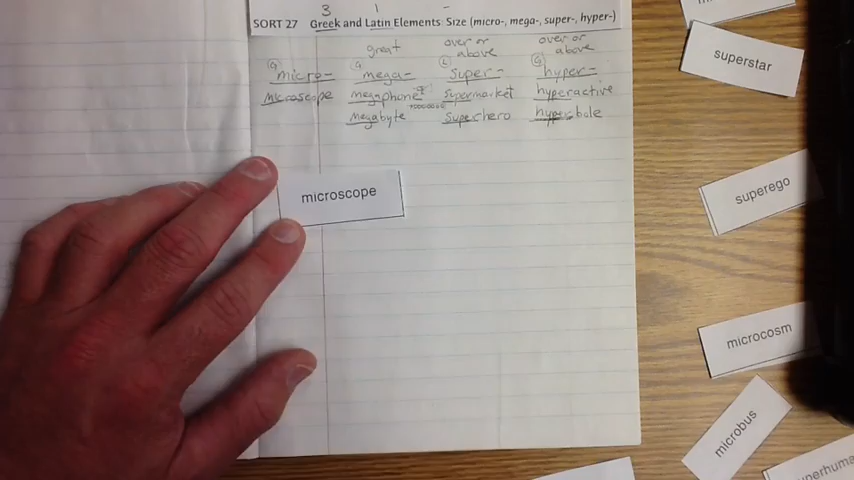 3 1
SORT 27 Greek and Latin Elements: Size (micro-, mega-, super-, hyper-)
great over or above over or above
G micro- G mega- L super- G hyper-
microscope megaphone supermarket hyperactive
megabyte superhero hyperbole
microscope
superstar
superego
microcosm
microbus